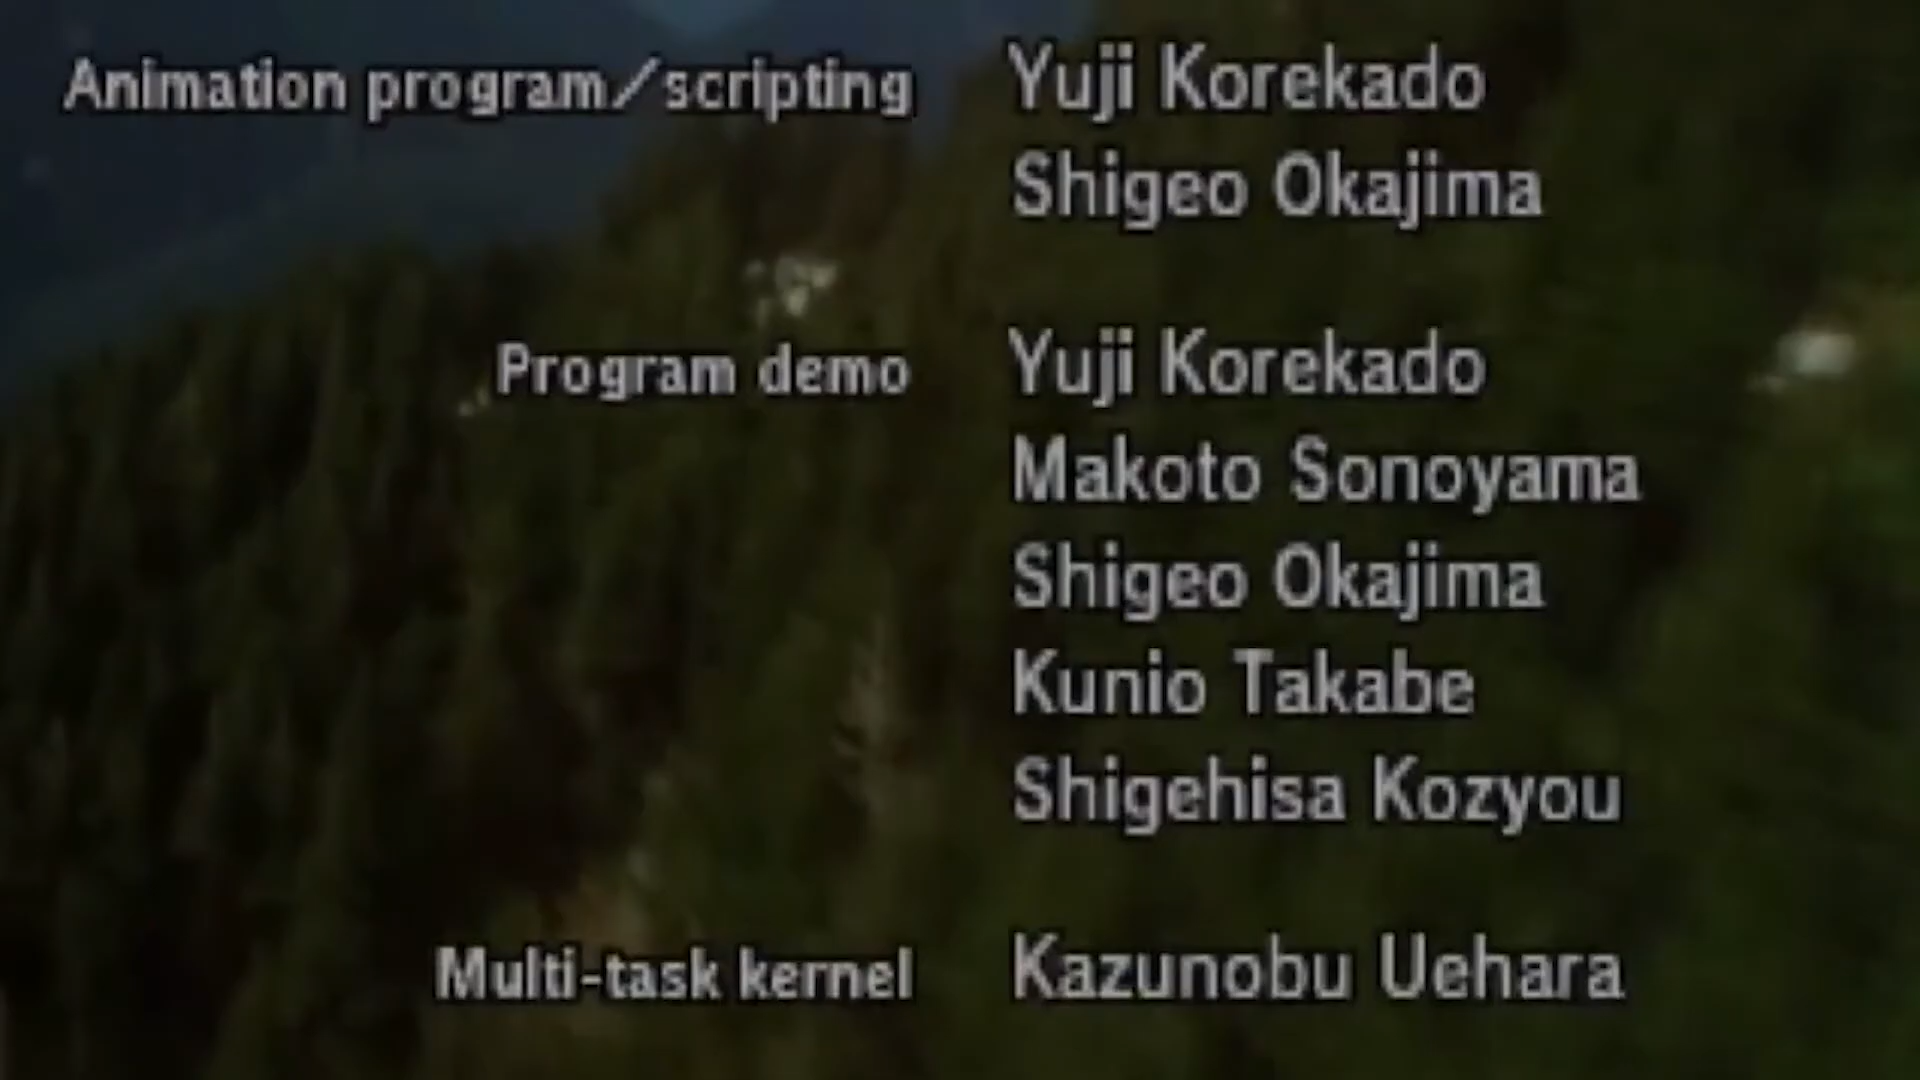 Animation program/scripting Yuji Korekado
Shigeo Okajima
Program demo Yuji Korekado
Makoto Sonoyama
Shigeo Okajima
Kunio Takabe
Shigehisa Kozyou
Multi-task kernel Kazunobu Uehara